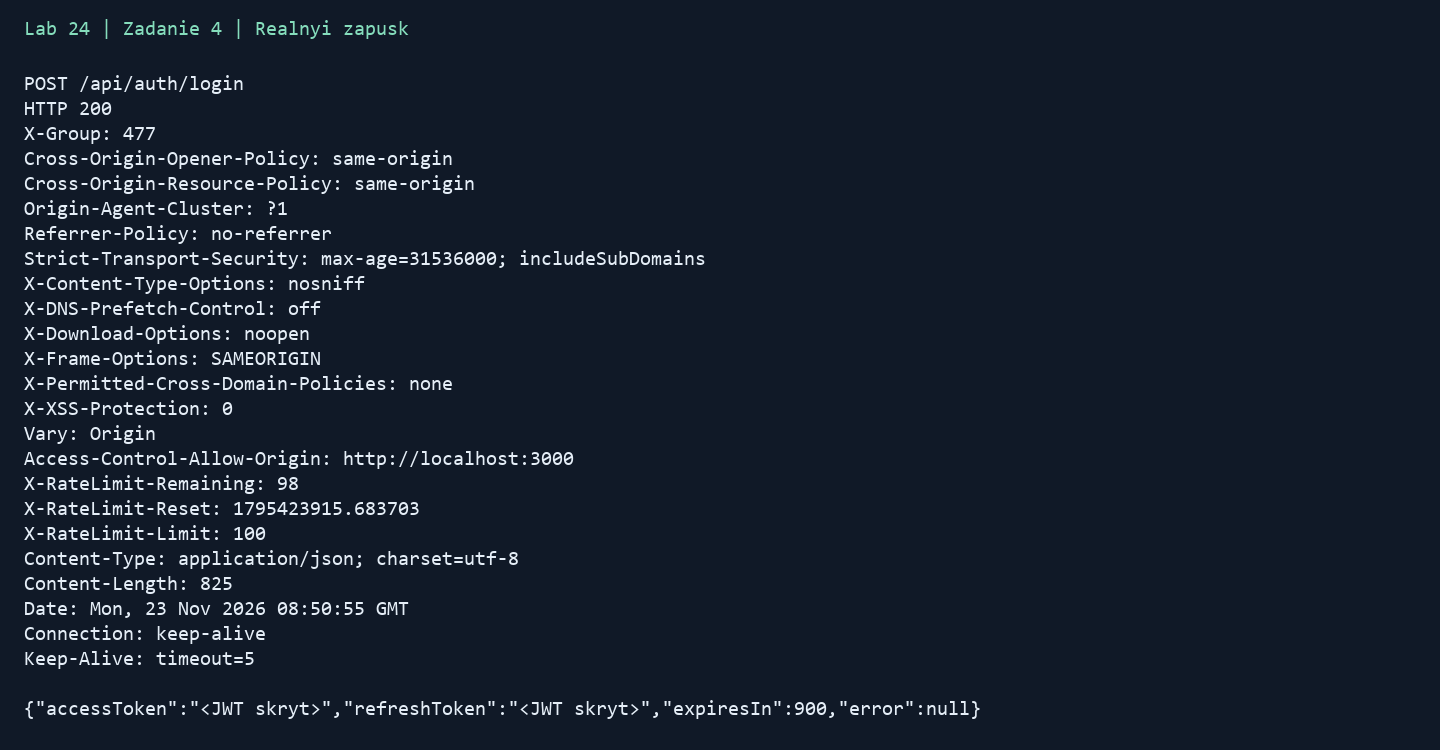 Lab 24 | Zadanie 4 | Realnyi zapusk
POST /api/auth/login
HTTP 200
X-Group: 477
Cross-Origin-Opener-Policy: same-origin
Cross-Origin-Resource-Policy: same-origin
Origin-Agent-Cluster: ?1
Referrer-Policy: no-referrer
Strict-Transport-Security: max-age=31536000; includeSubDomains
X-Content-Type-Options: nosniff
X-DNS-Prefetch-Control: off
X-Download-Options: noopen
X-Frame-Options: SAMEORIGIN
X-Permitted-Cross-Domain-Policies: none
X-XSS-Protection: 0
Vary: Origin
Access-Control-Allow-Origin: http://localhost:3000
X-RateLimit-Remaining: 98
X-RateLimit-Reset: 1795423915.683703
X-RateLimit-Limit: 100
Content-Type: application/json; charset=utf-8
Content-Length: 825
Date: Mon, 23 Nov 2026 08:50:55 GMT
Connection: keep-alive
Keep-Alive: timeout=5
{"accessToken":"<JWT skryt>","refreshToken":"<JWT skryt>","expiresIn":900,"error":null}